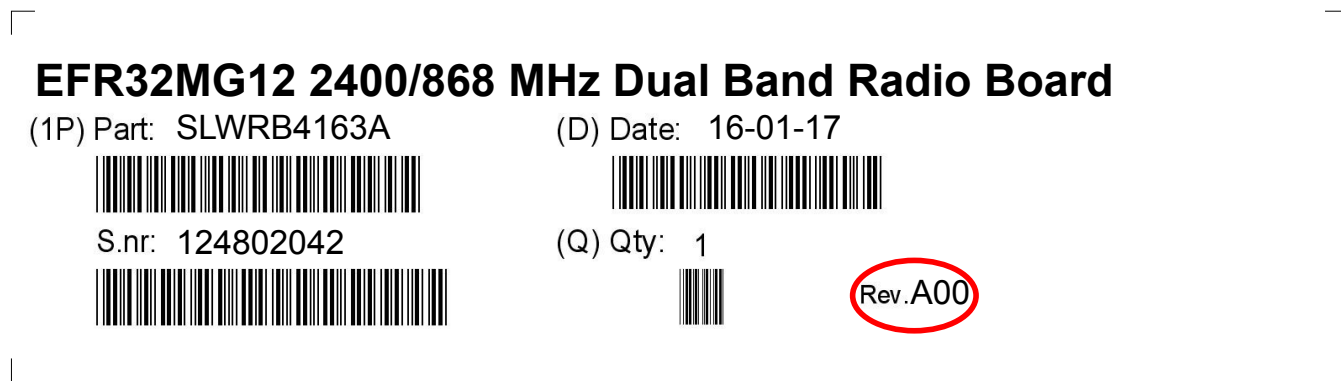 EFR32MG12 2400/868 MHz Dual Band Radio Board
(1P) Part: SLWRB4163A
(D) Date: 16-01-17
S.nr: 124802042
(Q) Qty: 1
Rev.A00